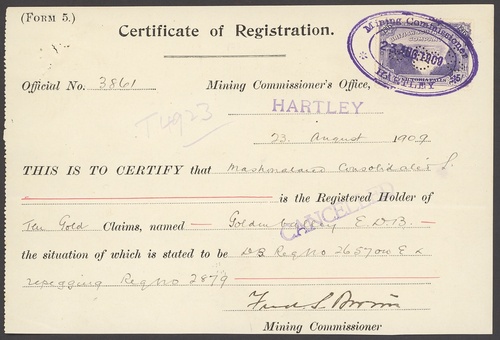 (FORM 5.)
Certificate of Registration.
Mining Commissioner
HARTLEY
Official No. 3861 Mining Commissioner's Office,
HARTLEY
T4923
23 August 1909
THIS IS TO CERTIFY that Mashonaland Consolidated
is the Registered Holder of
Ten Gold Claims, named — Golden E.D.B. —
CANCELLED
the situation of which is stated to be D.B. Reg No 2657 on E &
repegging Reg No 2879
Mining Commissioner